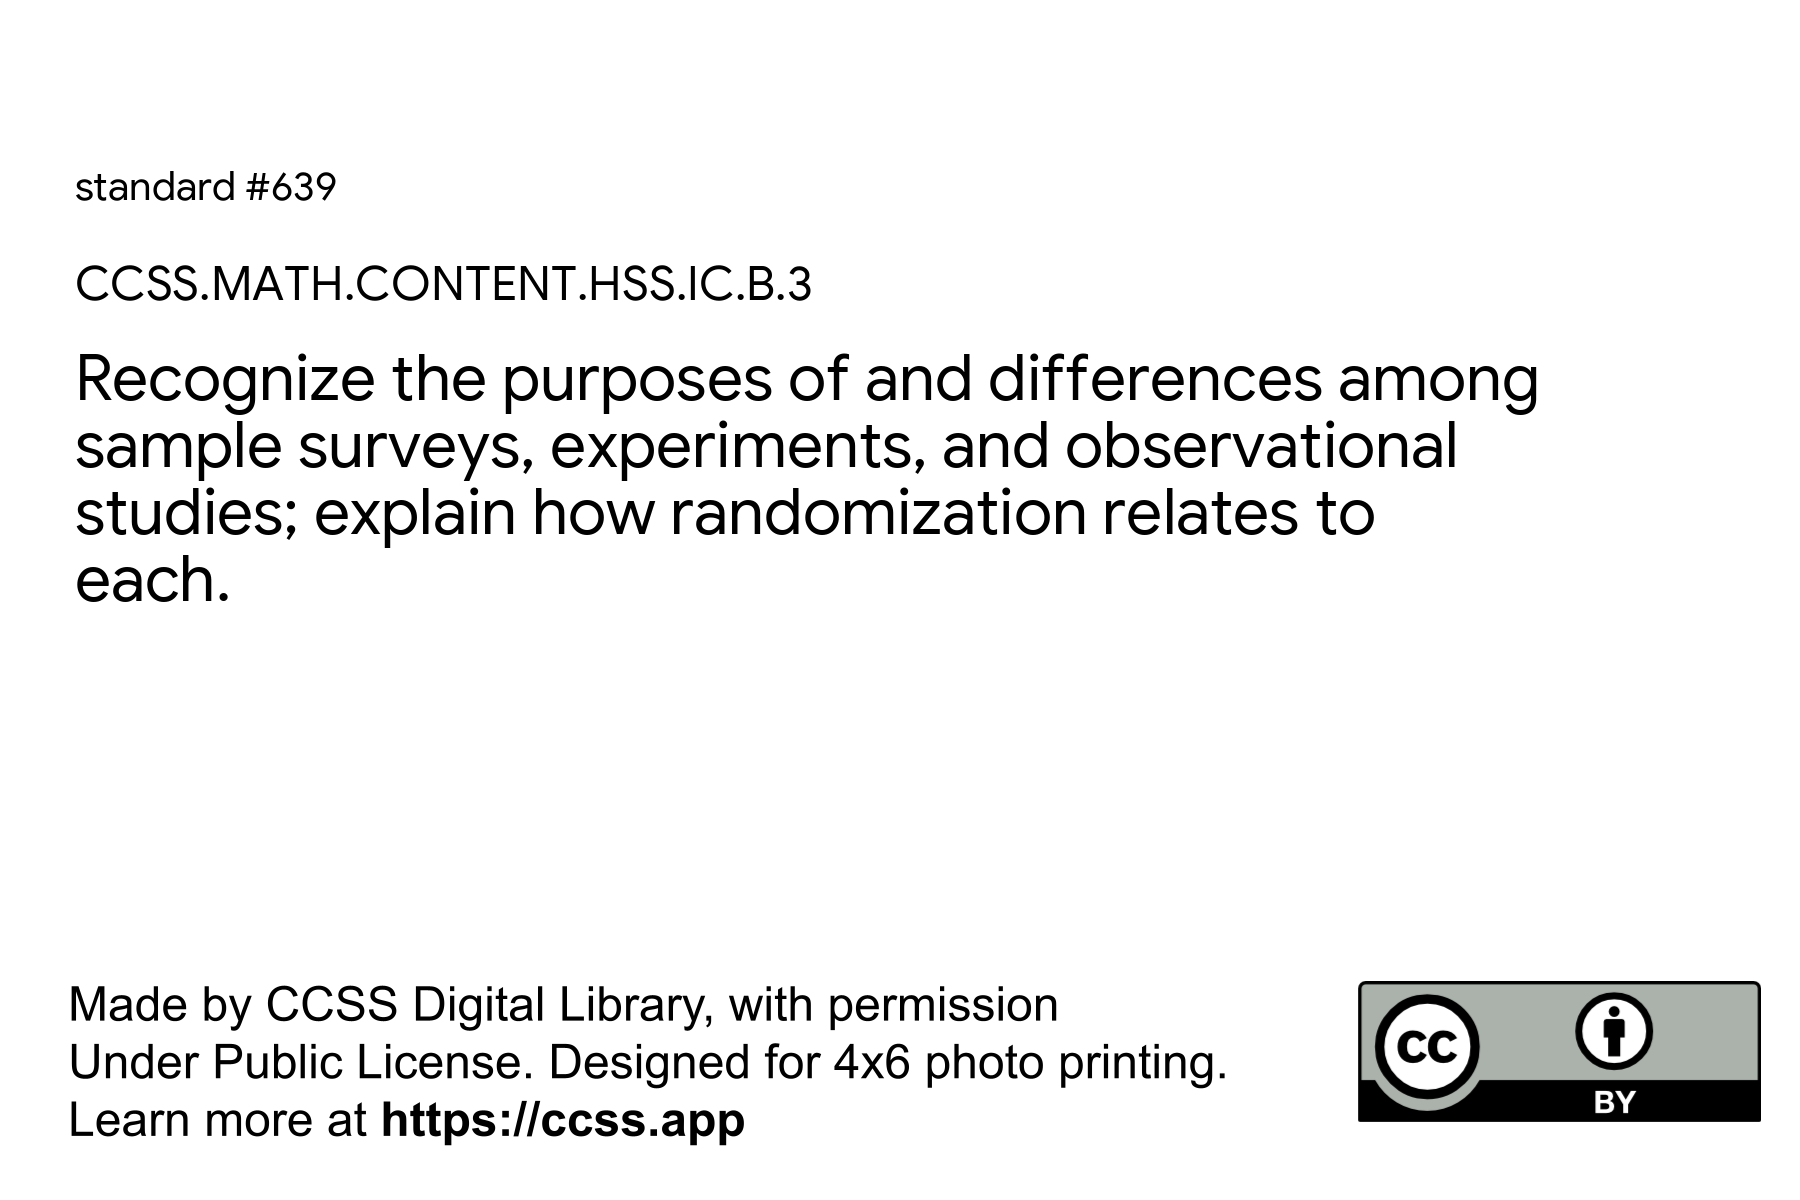 standard #639
CCSS.MATH.CONTENT.HSS.IC.B.3
Recognize the purposes of and differences among
sample surveys, experiments, and observational
studies; explain how randomization relates to
each.
Made by CCSS Digital Library, with permission
Under Public License. Designed for 4x6 photo printing.
Learn more at https://ccss.app
cc
BY